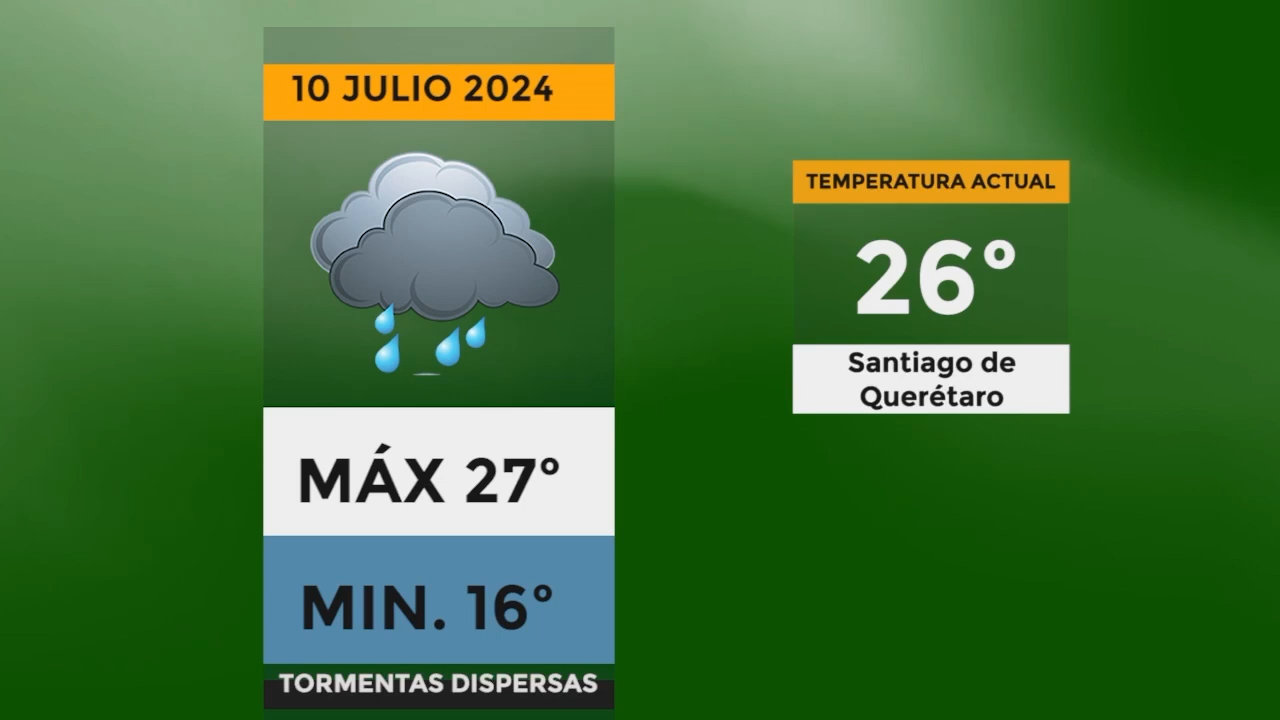 10 JULIO 2024
MÁX 27°
MIN. 16°
TORMENTAS DISPERSAS
TEMPERATURA ACTUAL
26°
Santiago de
Querétaro